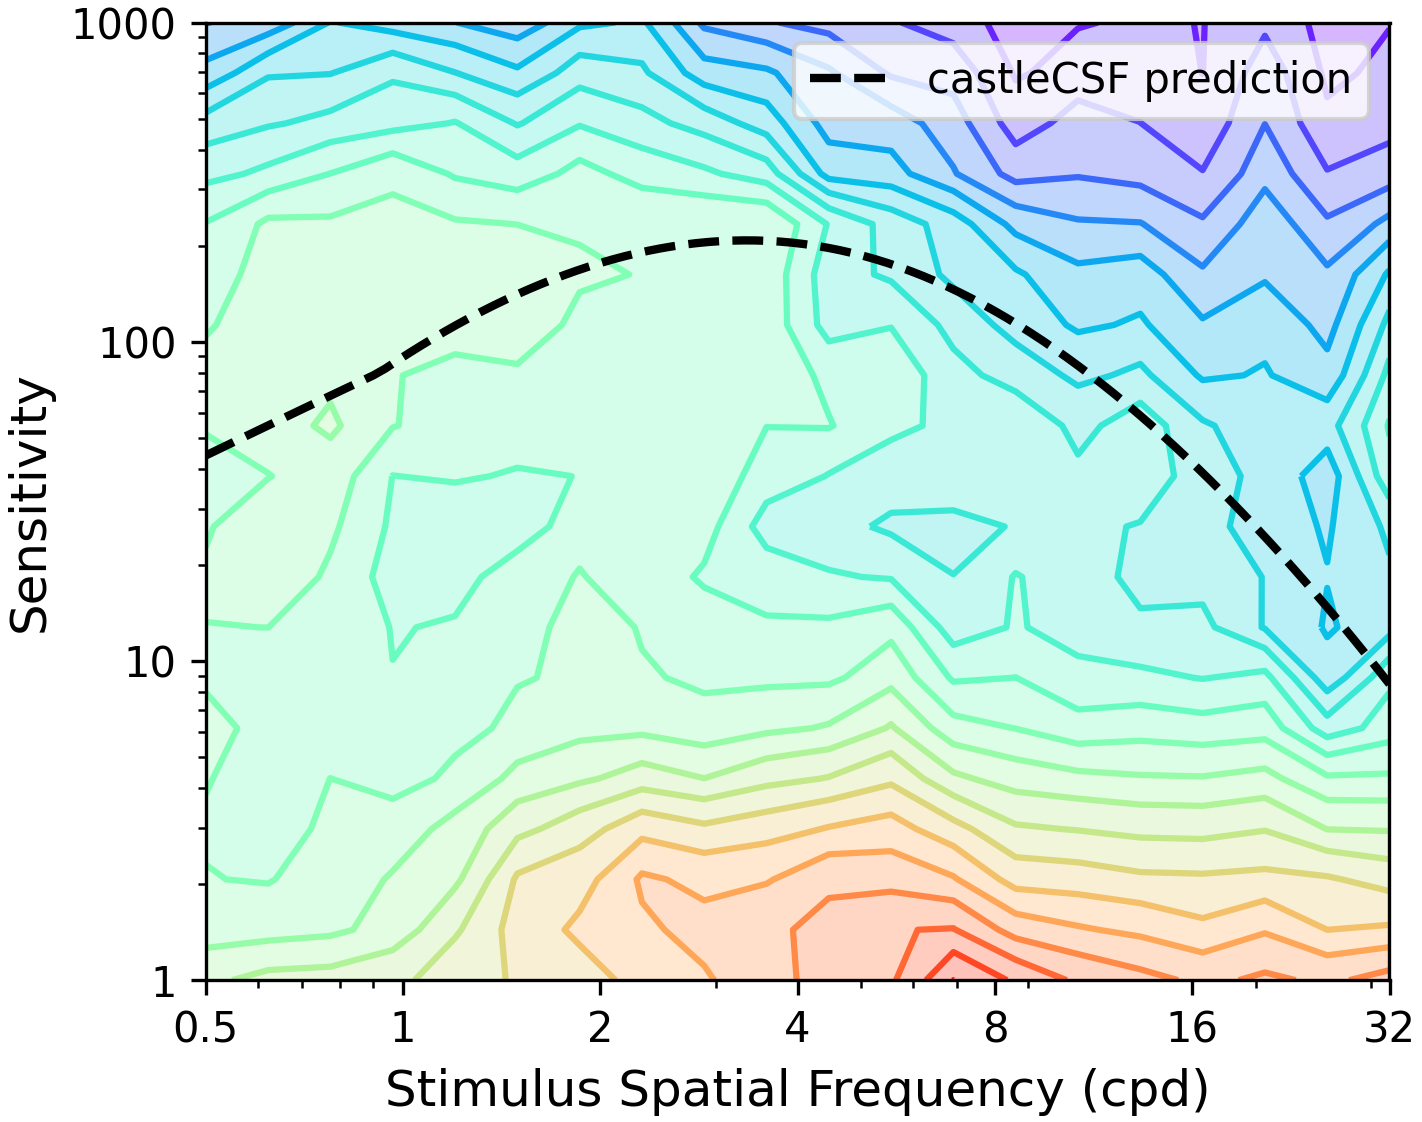 1000
100
10
1
Sensitivity
castleCSF prediction
0.5 1 2 4 8 16 32
Stimulus Spatial Frequency (cpd)